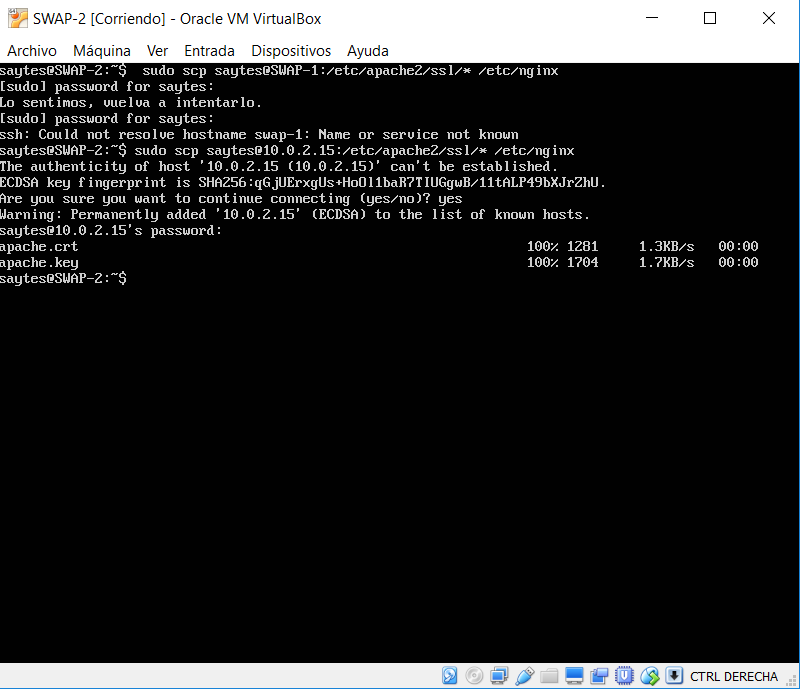 SWAP-2 [Corriendo] - Oracle VM VirtualBox
Archivo Máquina Ver Entrada Dispositivos Ayuda
saytes@SWAP-2:~$  sudo scp saytes@SWAP-1:/etc/apache2/ssl/* /etc/nginx
[sudo] password for saytes:
Lo sentimos, vuelva a intentarlo.
[sudo] password for saytes:
ssh: Could not resolve hostname swap-1: Name or service not known
saytes@SWAP-2:~$ sudo scp saytes@10.0.2.15:/etc/apache2/ssl/* /etc/nginx
The authenticity of host '10.0.2.15 (10.0.2.15)' can't be established.
ECDSA key fingerprint is SHA256:qGjUErxgUs+HoOl1baR7TIUGgwB/11tALP49bXJrZhU.
Are you sure you want to continue connecting (yes/no)? yes
Warning: Permanently added '10.0.2.15' (ECDSA) to the list of known hosts.
saytes@10.0.2.15's password:
apache.crt 100% 1281 1.3KB/s 00:00
apache.key 100% 1704 1.7KB/s 00:00
saytes@SWAP-2:~$
CTRL DERECHA